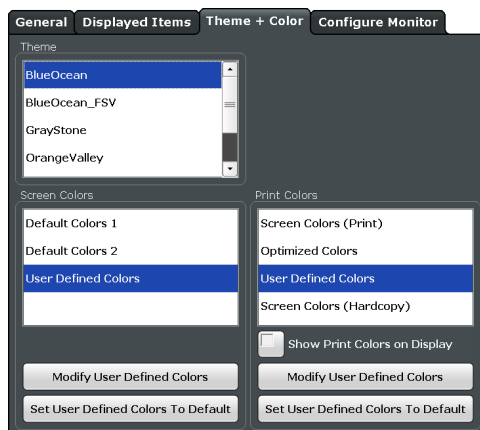 General Displayed Items Theme + Color Configure Monitor
Theme
BlueOcean
BlueOcean_FSV
GrayStone
OrangeValley
Screen Colors
Default Colors 1
Default Colors 2
User Defined Colors
Modify User Defined Colors
Set User Defined Colors To Default
Print Colors
Screen Colors (Print)
Optimized Colors
User Defined Colors
Screen Colors (Hardcopy)
Show Print Colors on Display
Modify User Defined Colors
Set User Defined Colors To Default